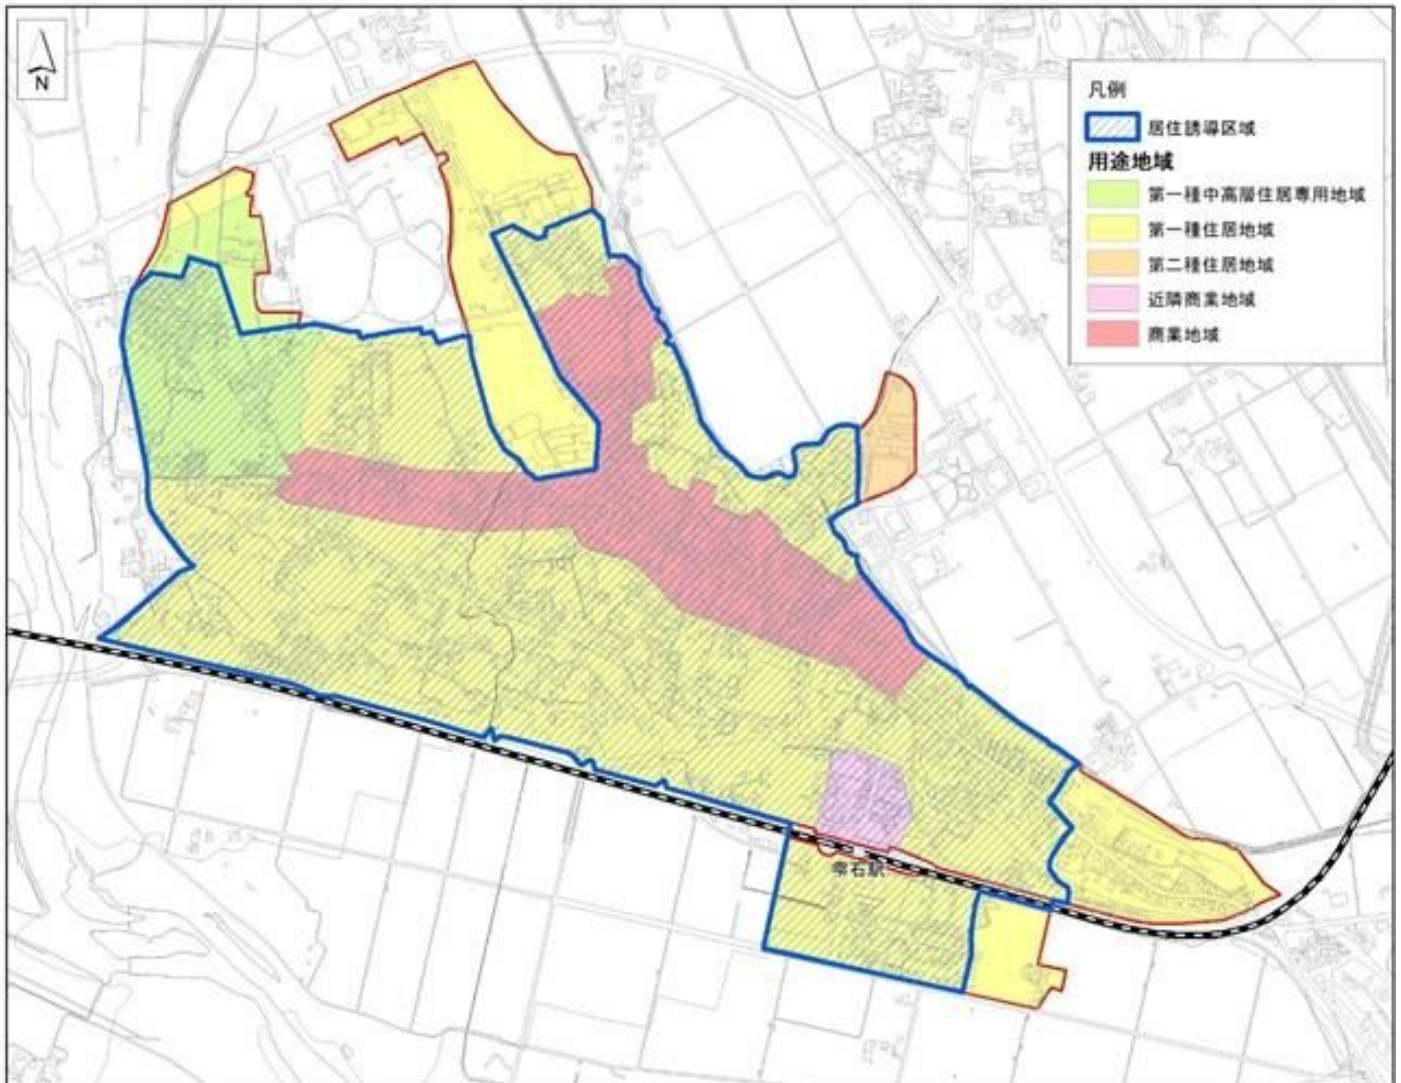 N
凡例
居住誘導区域
用途地域
第一種中高層住居専用地域
第一種住居地域
第二種住居地域
近隣商業地域
商業地域
雫石駅